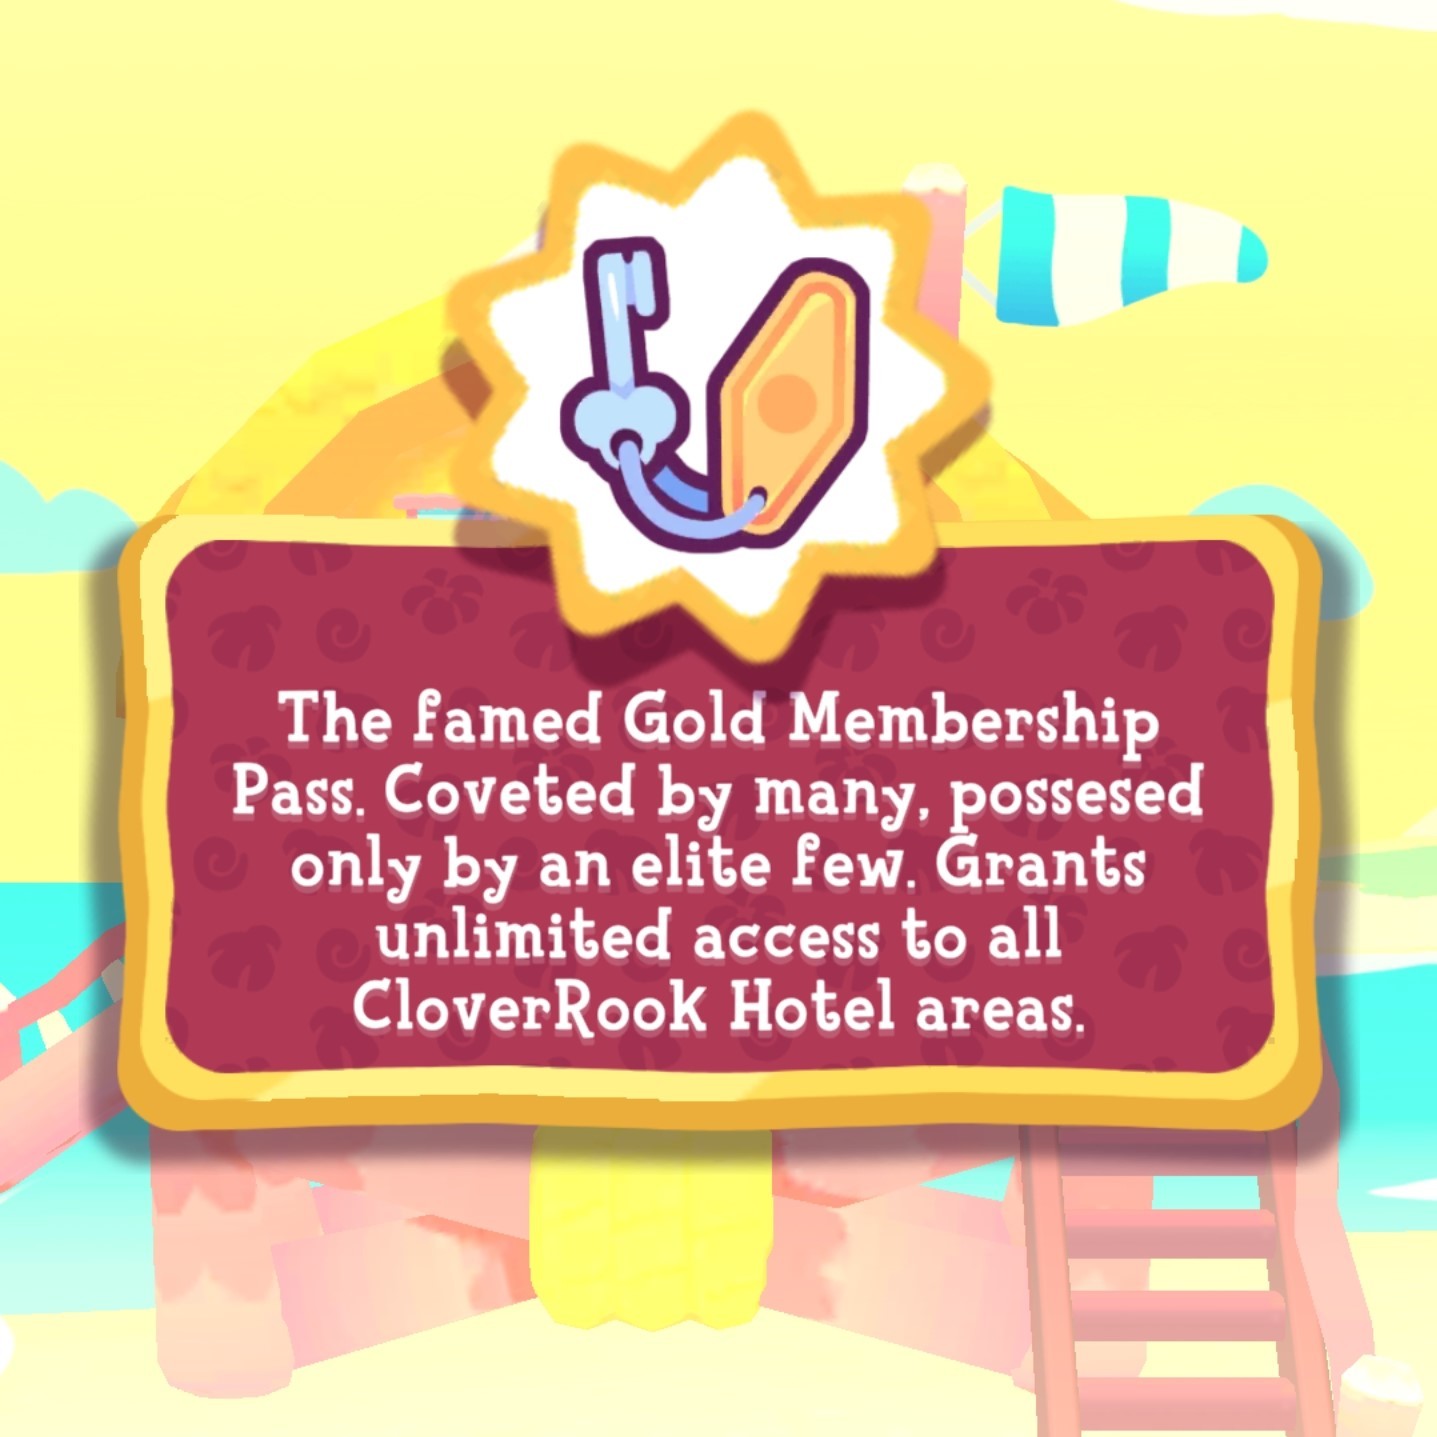 The famed Gold Membership
Pass. Coveted by many, possesed
only by an elite few. Grants
unlimited access to all
CloverRook Hotel areas.